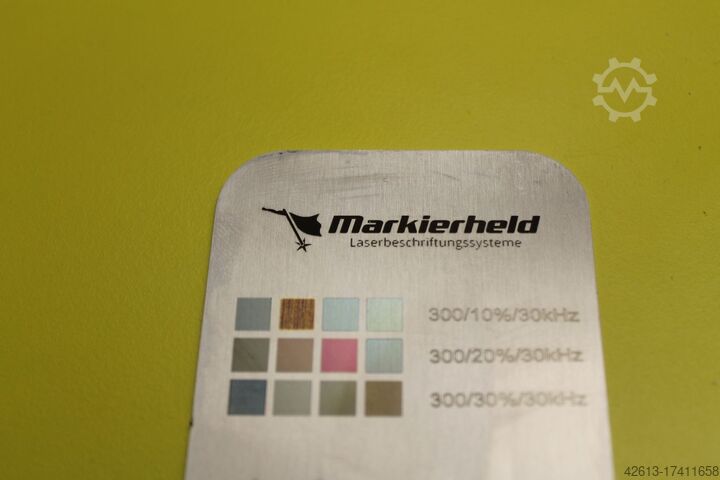 Markierheld
Laserbeschriftungssysteme
300/10%/30kHz
300/20%/30kHz
300/30%/30kHz
42613-17411658